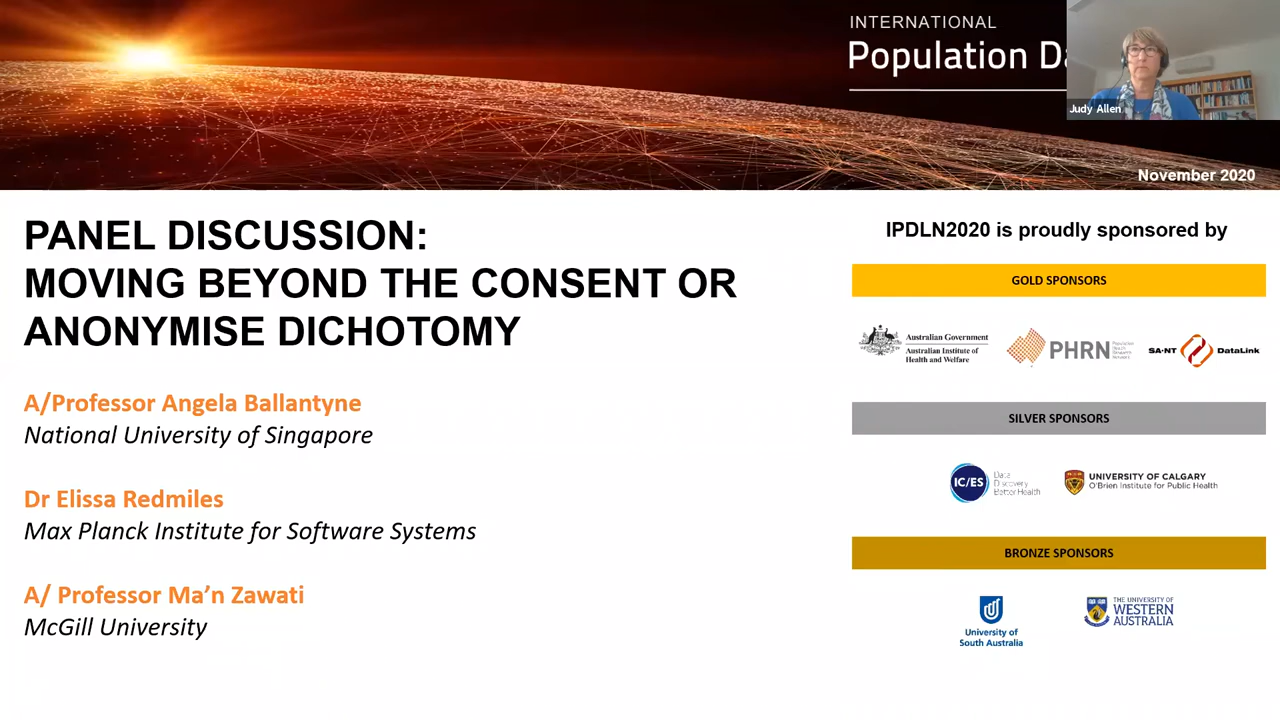 INTERNATIONAL
Population Da
Judy Allen
November 2020
PANEL DISCUSSION:
MOVING BEYOND THE CONSENT OR
ANONYMISE DICHOTOMY
A/Professor Angela Ballantyne
National University of Singapore
Dr Elissa Redmiles
Max Planck Institute for Software Systems
A/ Professor Ma'n Zawati
McGill University
IPDLN2020 is proudly sponsored by
GOLD SPONSORS
Australian Government
Australian Institute of
Health and Welfare
PHRN
Population
Health
Research
Network
SA·NT DataLink
SILVER SPONSORS
IC/ES
Data
Discovery
Better Health
UNIVERSITY OF CALGARY
O'Brien Institute for Public Health
BRONZE SPONSORS
University of
South Australia
THE UNIVERSITY OF
WESTERN
AUSTRALIA